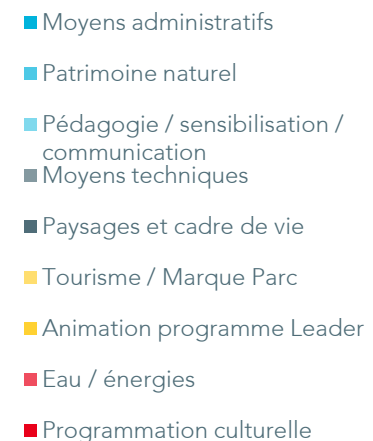 Moyens administratifs
Patrimoine naturel
Pédagogie / sensibilisation /
communication
Moyens techniques
Paysages et cadre de vie
Tourisme / Marque Parc
Animation programme Leader
Eau / énergies
Programmation culturelle